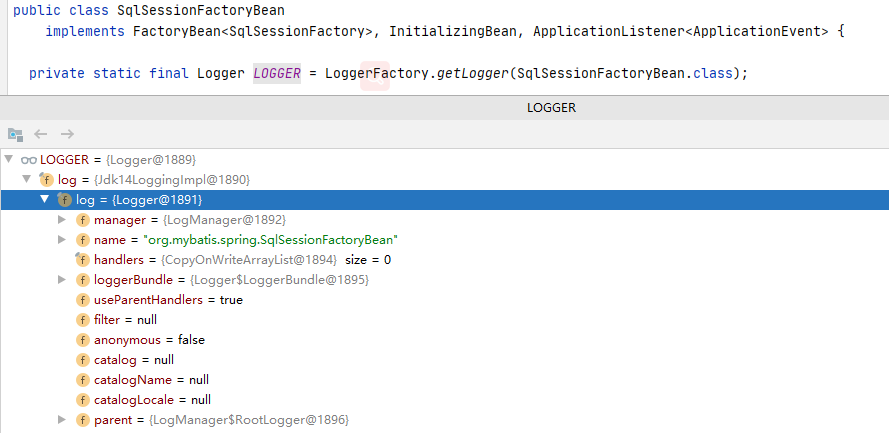 public class SqlSessionFactoryBean
implements FactoryBean<SqlSessionFactory>, InitializingBean, ApplicationListener<ApplicationEvent> {
private static final Logger LOGGER = LoggerFactory.getLogger(SqlSessionFactoryBean.class);
LOGGER
LOGGER = {Logger@1889}
f log = {Jdk14LoggingImpl@1890}
f log = {Logger@1891}
f manager = {LogManager@1892}
f name = "org.mybatis.spring.SqlSessionFactoryBean"
f handlers = {CopyOnWriteArrayList@1894} size = 0
f loggerBundle = {Logger$LoggerBundle@1895}
f useParentHandlers = true
f filter = null
f anonymous = false
f catalog = null
f catalogName = null
f catalogLocale = null
f parent = {LogManager$RootLogger@1896}